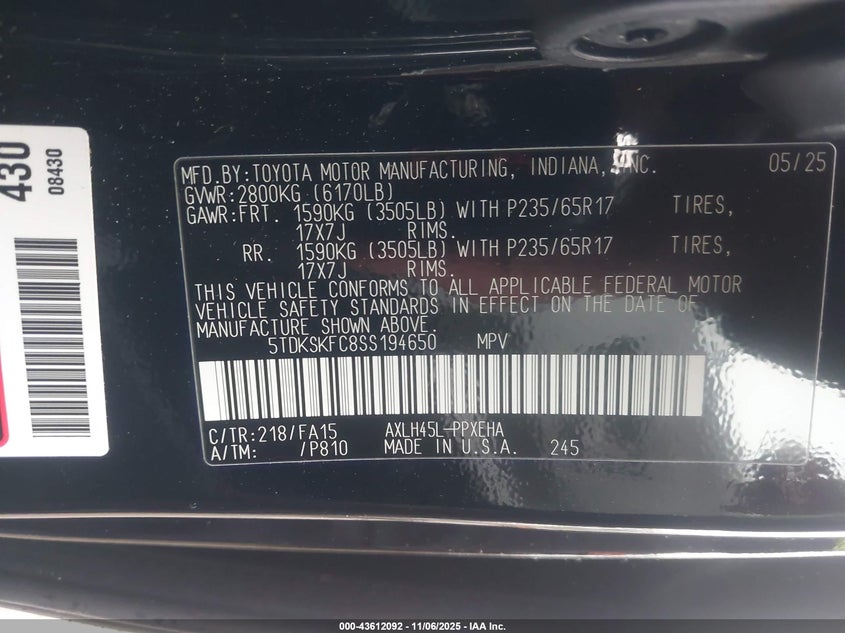 430
08430
MFD.BY:TOYOTA MOTOR MANUFACTURING, INDIANA, INC. 05/25
GVWR:2800KG (6170LB)
GAWR:FRT. 1590KG (3505LB) WITH P235/65R17 TIRES,
17X7J RIMS.
RR. 1590KG (3505LB) WITH P235/65R17 TIRES,
17X7J RIMS.
THIS VEHICLE CONFORMS TO ALL APPLICABLE FEDERAL MOTOR
VEHICLE SAFETY STANDARDS IN EFFECT ON THE DATE OF
MANUFACTURE SHOWN ABOVE.
5TDKSKFC8SS194650 MPV
C/TR:218/FA15 AXLH45L-PPXEHA
A/TM: /P810 MADE IN U.S.A. 245
000-43612092 - 11/06/2025 - IAA Inc.